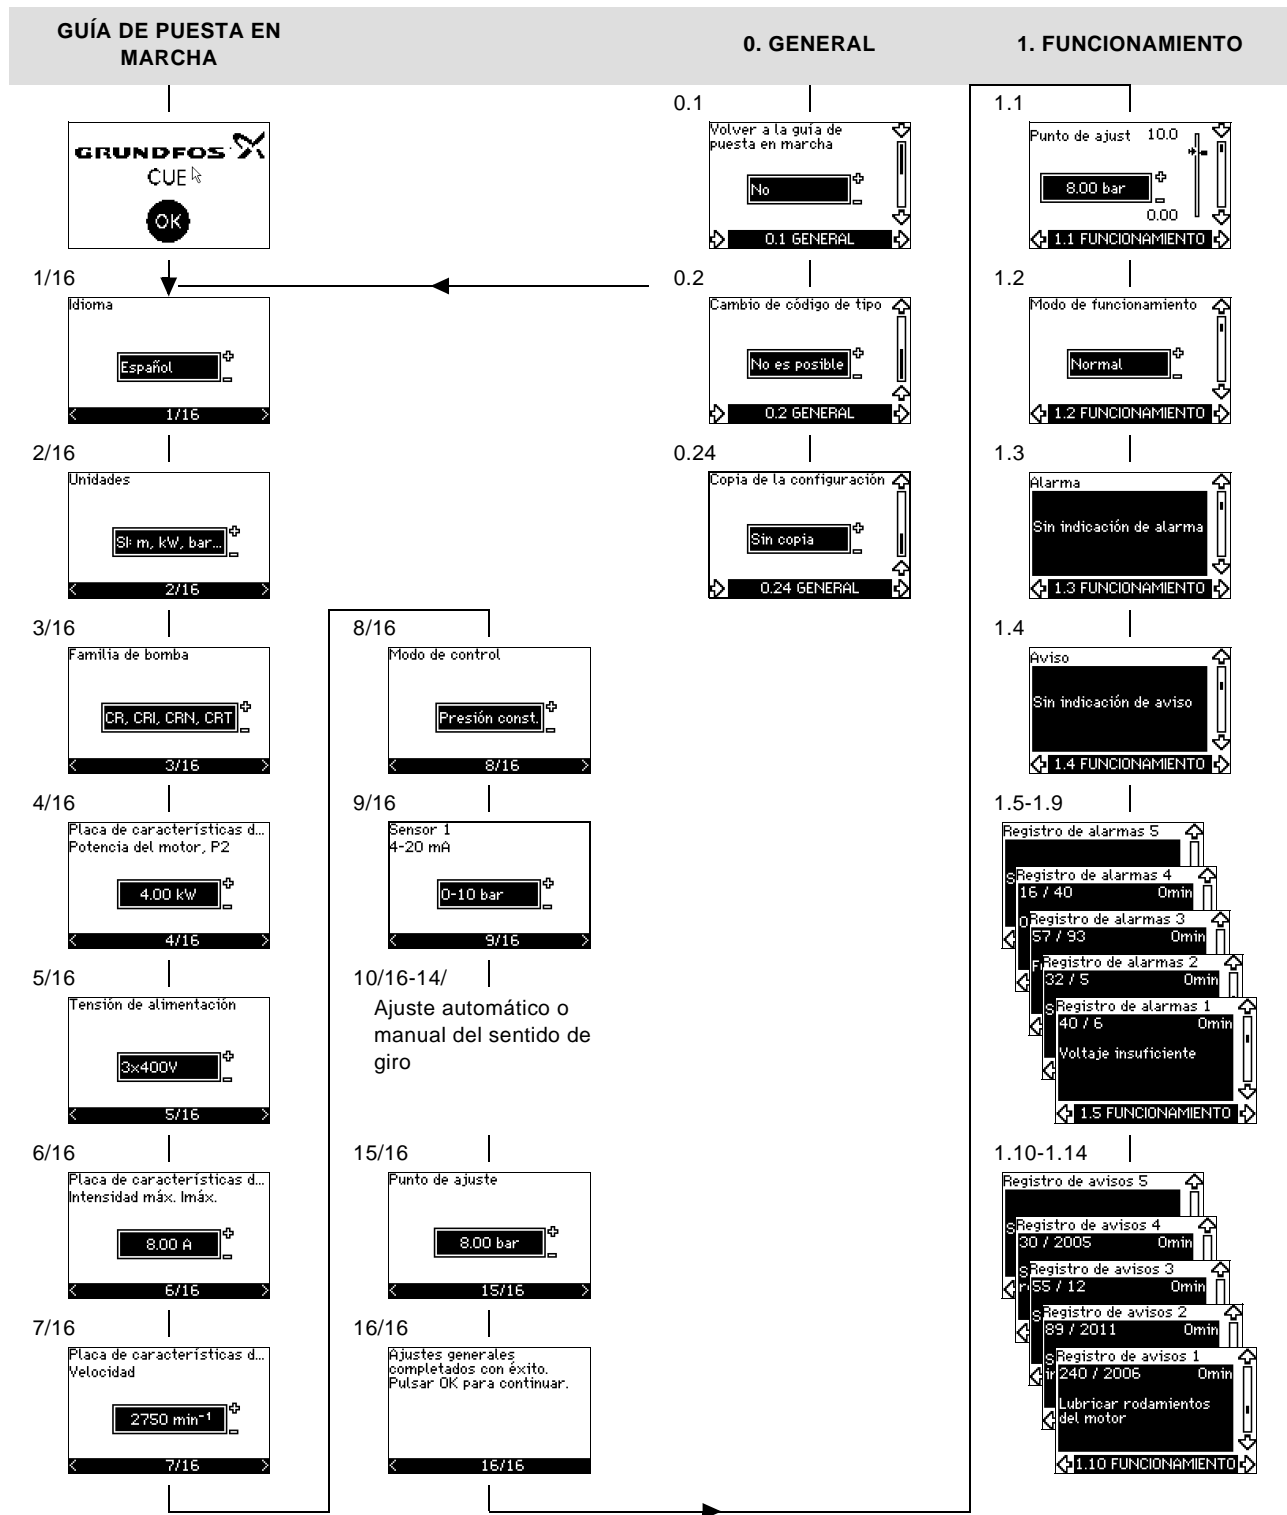 GUÍA DE PUESTA EN
MARCHA
0. GENERAL
1. FUNCIONAMIENTO
GRUNDFOS
CUE
OK
1/16
Idioma
Español
< 1/16 >
2/16
Unidades
SI: m, kW, bar...
< 2/16 >
3/16
Familia de bomba
CR, CRI, CRN, CRT
< 3/16 >
4/16
Placa de características d...
Potencia del motor, P2
4.00 kW
< 4/16 >
5/16
Tensión de alimentación
3x400V
< 5/16 >
6/16
Placa de características d...
Intensidad máx. Imáx.
8.00 A
< 6/16 >
7/16
Placa de características d...
Velocidad
2750 min⁻¹
< 7/16 >
8/16
Modo de control
Presión const.
< 8/16 >
9/16
Sensor 1
4-20 mA
0-10 bar
< 9/16 >
10/16-14/
Ajuste automático o
manual del sentido de
giro
15/16
Punto de ajuste
8.00 bar
< 15/16 >
16/16
Ajustes generales
completados con éxito.
Pulsar OK para continuar.
< 16/16
0.1
Volver a la guía de
puesta en marcha
No
0.1 GENERAL
0.2
Cambio de código de tipo
No es posible
0.2 GENERAL
0.24
Copia de la configuración
Sin copia
0.24 GENERAL
1.1
Punto de ajust 10.0
8.00 bar
0.00
1.1 FUNCIONAMIENTO
1.2
Modo de funcionamiento
Normal
1.2 FUNCIONAMIENTO
1.3
Alarma
Sin indicación de alarma
1.3 FUNCIONAMIENTO
1.4
Aviso
Sin indicación de aviso
1.4 FUNCIONAMIENTO
1.5-1.9
Registro de alarmas 5
S
Registro de alarmas 4
16 / 40 0min
Registro de alarmas 3
57 / 93 0min
Registro de alarmas 2
32 / 5 0min
S
Registro de alarmas 1
40 / 6 0min
Voltaje insuficiente
1.5 FUNCIONAMIENTO
1.10-1.14
Registro de avisos 5
S
Registro de avisos 4
30 / 2005 0min
S
Registro de avisos 3
55 / 12 0min
S
Registro de avisos 2
89 / 2011 0min
S
Registro de avisos 1
240 / 2006 0min
Lubricar rodamientos
del motor
1.10 FUNCIONAMIENTO